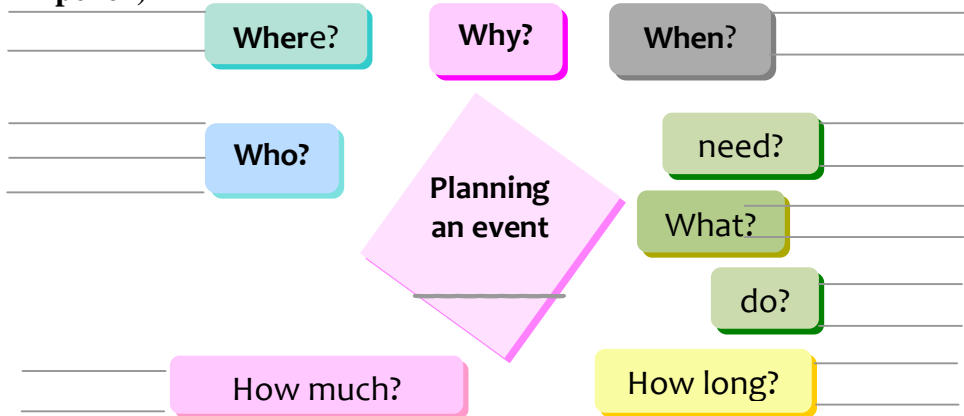 Where?
Why?
When?
Who?
need?
Planning
an event
What?
do?
How much?
How long?